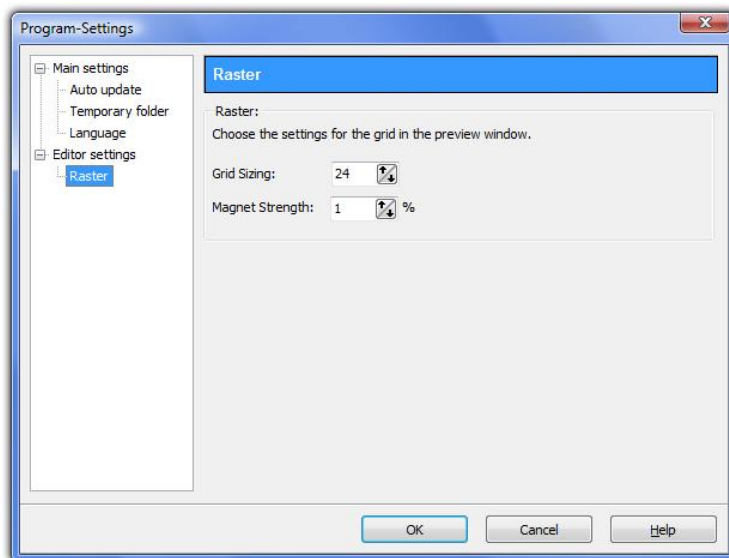 Program-Settings
Main settings
Auto update
Temporary folder
Language
Editor settings
Raster
Raster
Raster:
Choose the settings for the grid in the preview window.
Grid Sizing: 24
Magnet Strength: 1 %
OK Cancel Help